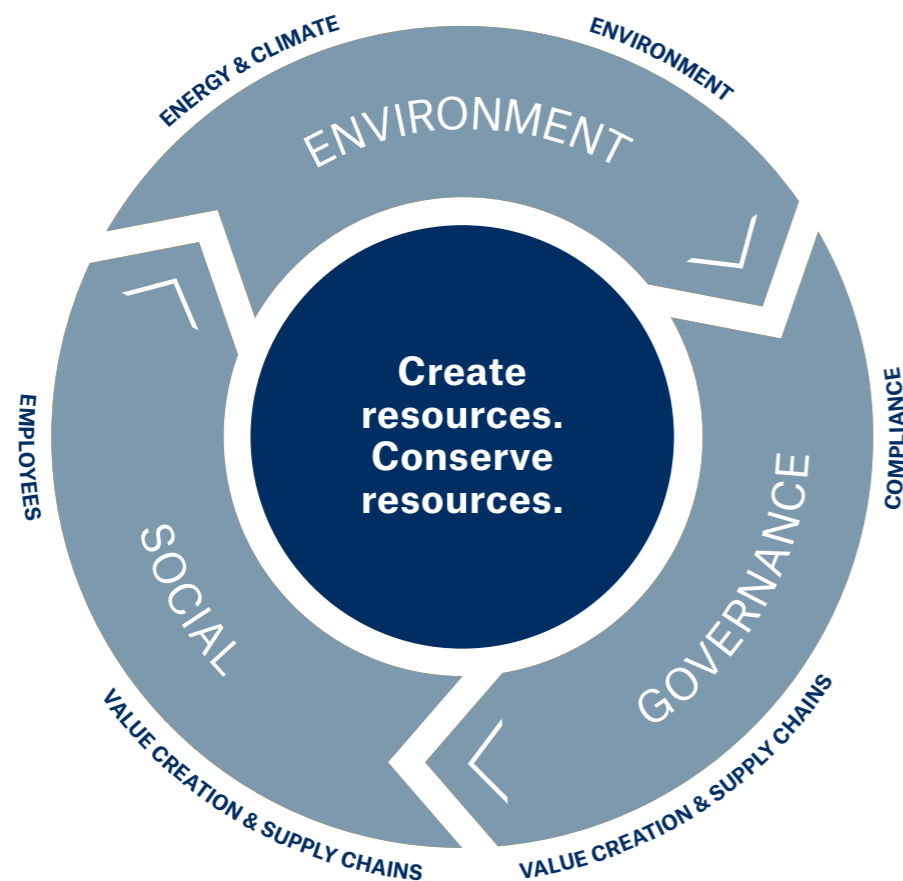 ENERGY & CLIMATE
ENVIRONMENT
ENVIRONMENT
Create
resources.
Conserve
resources.
EMPLOYEES
COMPLIANCE
SOCIAL
GOVERNANCE
VALUE CREATION & SUPPLY CHAINS
VALUE CREATION & SUPPLY CHAINS